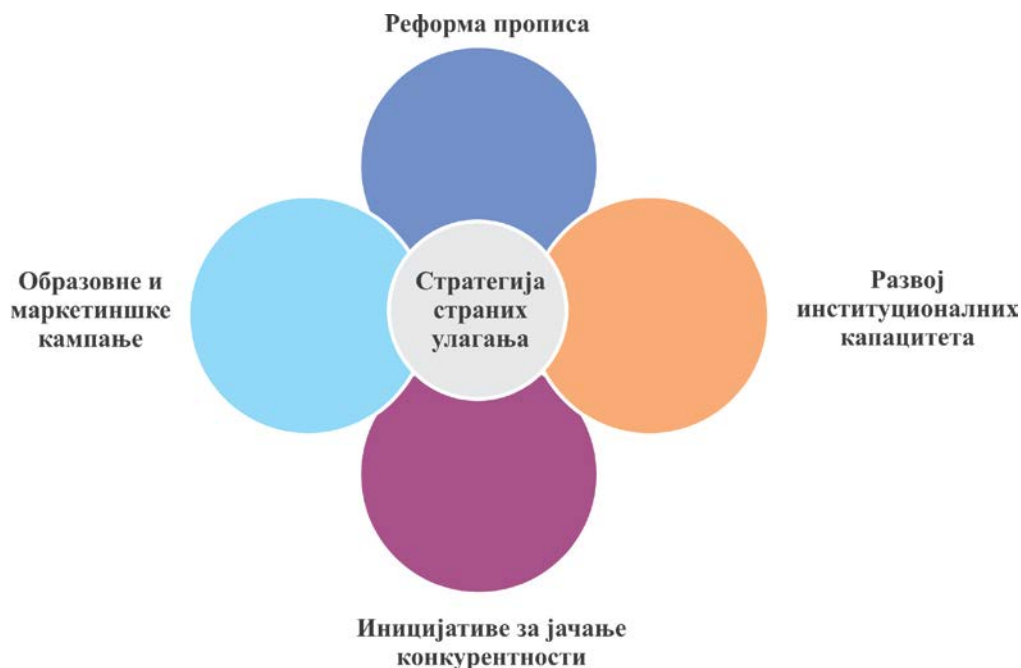 Реформа прописа
Образовне и
маркетиншке
кампање
Стратегија
страних
улагања
Развој
институционалних
капацитета
Иницијативе за јачање
конкурентности